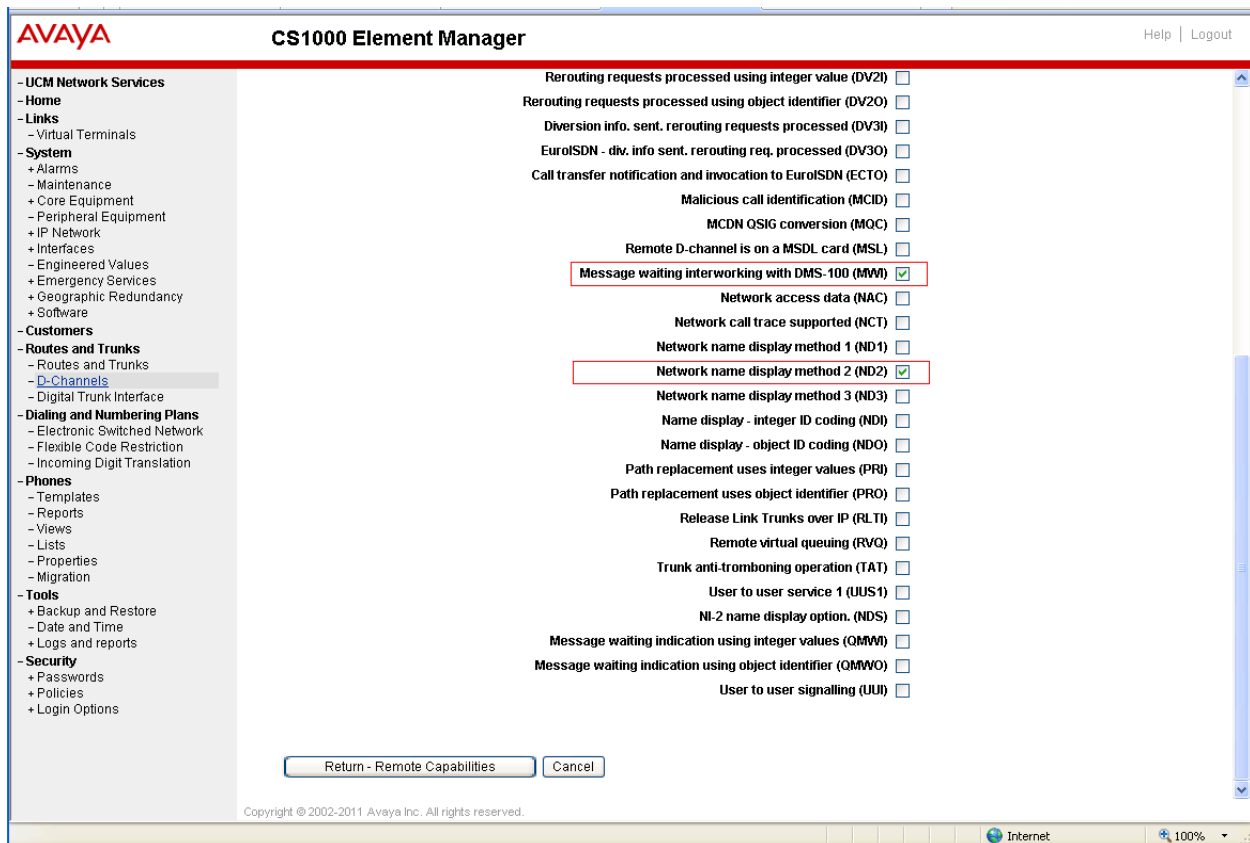 AVAYA
CS1000 Element Manager
Help | Logout
- UCM Network Services
- Home
- Links
- Virtual Terminals
- System
+ Alarms
- Maintenance
+ Core Equipment
- Peripheral Equipment
+ IP Network
+ Interfaces
- Engineered Values
+ Emergency Services
+ Geographic Redundancy
+ Software
- Customers
- Routes and Trunks
- Routes and Trunks
- D-Channels
- Digital Trunk Interface
- Dialing and Numbering Plans
- Electronic Switched Network
- Flexible Code Restriction
- Incoming Digit Translation
- Phones
- Templates
- Reports
- Views
- Lists
- Properties
- Migration
- Tools
+ Backup and Restore
- Date and Time
+ Logs and reports
- Security
+ Passwords
+ Policies
+ Login Options
Rerouting requests processed using integer value (DV2I)
Rerouting requests processed using object identifier (DV2O)
Diversion info. sent. rerouting requests processed (DV3I)
EuroISDN - div. info sent. rerouting req. processed (DV3O)
Call transfer notification and invocation to EuroISDN (ECTO)
Malicious call identification (MCID)
MCDN QSIG conversion (MQC)
Remote D-channel is on a MSDL card (MSL)
Message waiting interworking with DMS-100 (MWI)
Network access data (NAC)
Network call trace supported (NCT)
Network name display method 1 (ND1)
Network name display method 2 (ND2)
Network name display method 3 (ND3)
Name display - integer ID coding (NDI)
Name display - object ID coding (NDO)
Path replacement uses integer values (PRI)
Path replacement uses object identifier (PRO)
Release Link Trunks over IP (RLTI)
Remote virtual queuing (RVQ)
Trunk anti-tromboning operation (TAT)
User to user service 1 (UUS1)
NI-2 name display option. (NDS)
Message waiting indication using integer values (QMWI)
Message waiting indication using object identifier (QMWO)
User to user signalling (UUI)
Return - Remote Capabilities
Cancel
Copyright © 2002-2011 Avaya Inc. All rights reserved.
Internet
100%